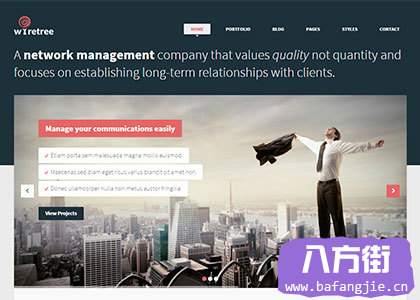 wiretree
HOME PORTFOLIO BLOG PAGES STYLES CONTACT
A network management company that values quality not quantity and
focuses on establishing long-term relationships with clients.
Manage your communications easily
Etiam porta sem malesuada magna mollis euismod.
Maecenas sed diam eget risus varius blandit sit amet non.
Donec ullamcorper nulla non metus auctor fringilla.
View Projects
八方街
www.bafangjie.cn